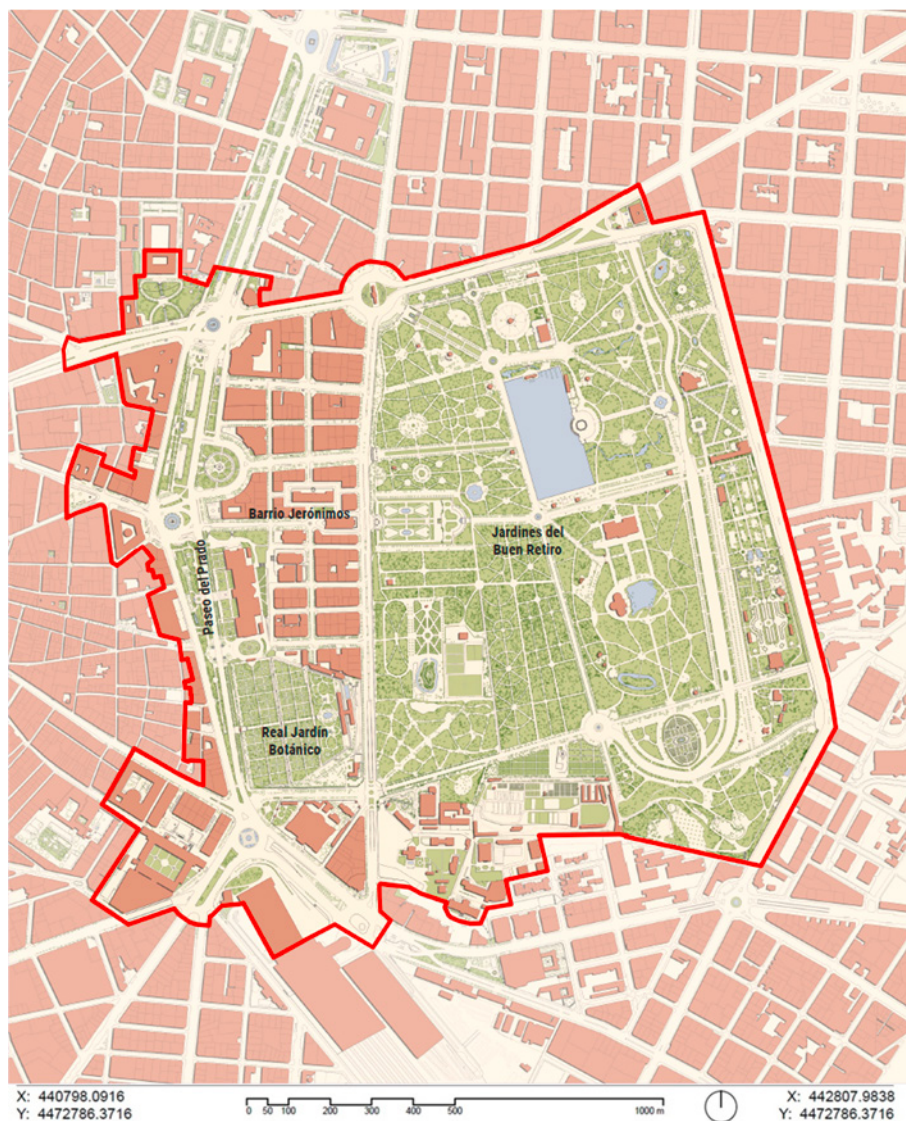 Barrio Jerónimos
Jardines del
Buen Retiro
Paseo del Prado
Real Jardín
Botánico
X: 440798.0916
Y: 4472786.3716
0 50 100 200 300 400 500 1000 m
X: 442807.9838
Y: 4472786.3716